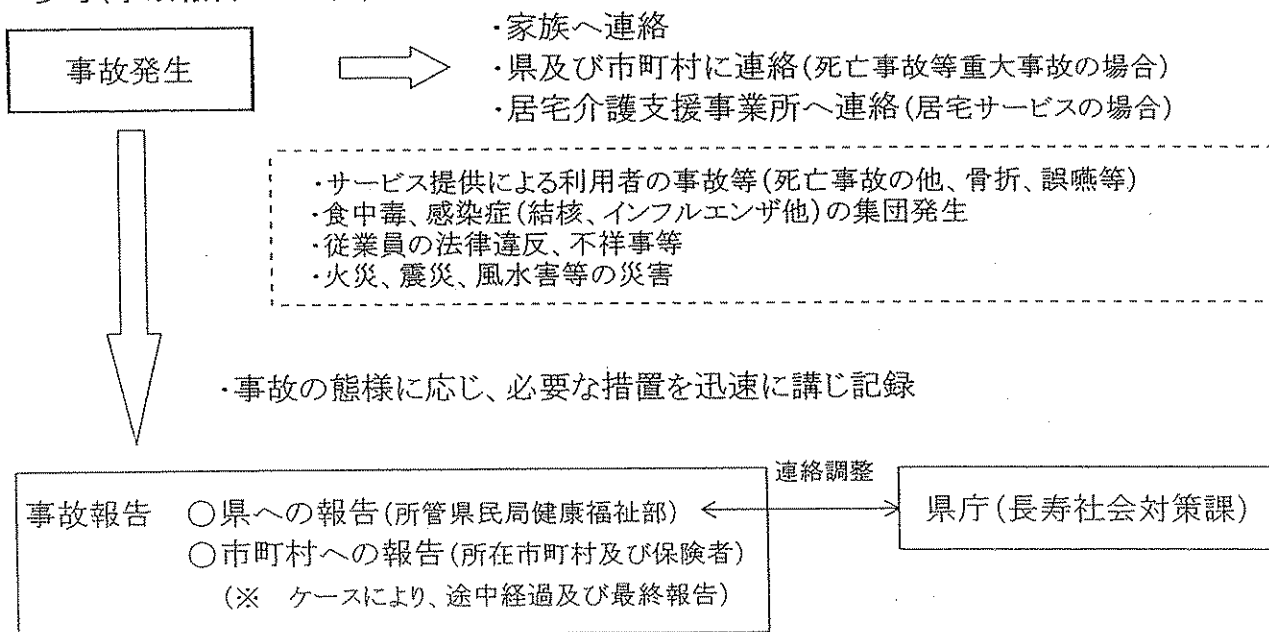 事故発生
・家族へ連絡
・県及び市町村に連絡(死亡事故等重大事故の場合)
・居宅介護支援事業所へ連絡(居宅サービスの場合)
・サービス提供による利用者の事故等(死亡事故の他、骨折、誤嚥等)
・食中毒、感染症(結核、インフルエンザ他)の集団発生
・従業員の法律違反、不祥事等
・火災、震災、風水害等の災害
・事故の態様に応じ、必要な措置を迅速に講じ記録
事故報告 ○県への報告(所管県民局健康福祉部)
○市町村への報告(所在市町村及び保険者)
(※ ケースにより、途中経過及び最終報告)
連絡調整
県庁(長寿社会対策課)